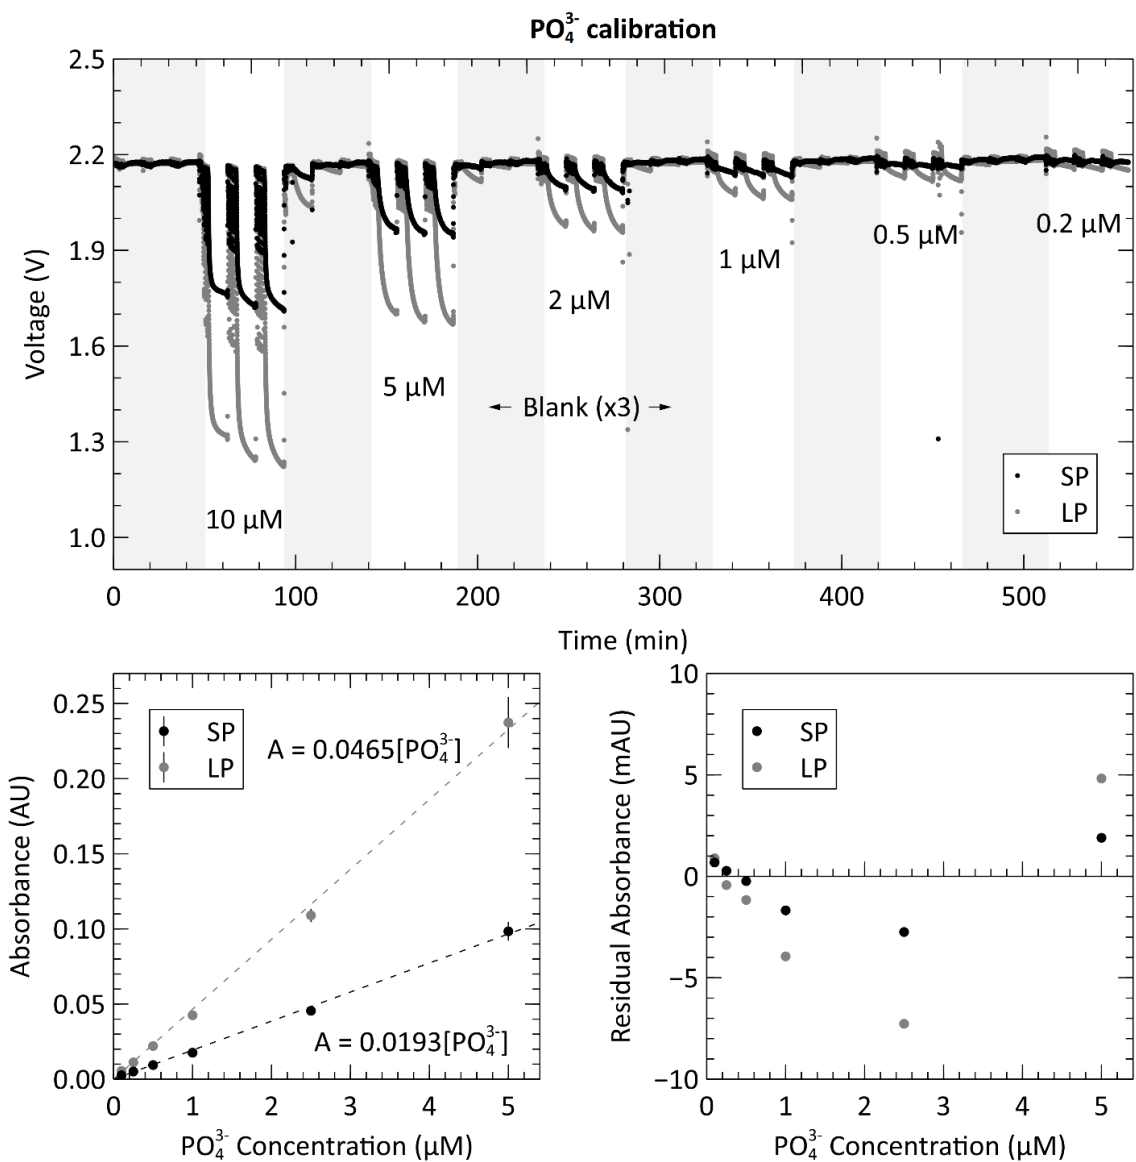 PO₄³⁻ calibration
2.5
2.2
1.9
1.6
1.3
1.0
Voltage (V)
10 µM
5 µM
2 µM
1 µM
0.5 µM
0.2 µM
← Blank (x3) →
SP
LP
0 100 200 300 400 500
Time (min)
0.25
0.20
0.15
0.10
0.05
0.00
Absorbance (AU)
SP
LP
A = 0.0465[PO₄³⁻]
A = 0.0193[PO₄³⁻]
0 1 2 3 4 5
PO₄³⁻ Concentration (µM)
10
5
0
−5
−10
Residual Absorbance (mAU)
SP
LP
0 1 2 3 4 5
PO₄³⁻ Concentration (µM)